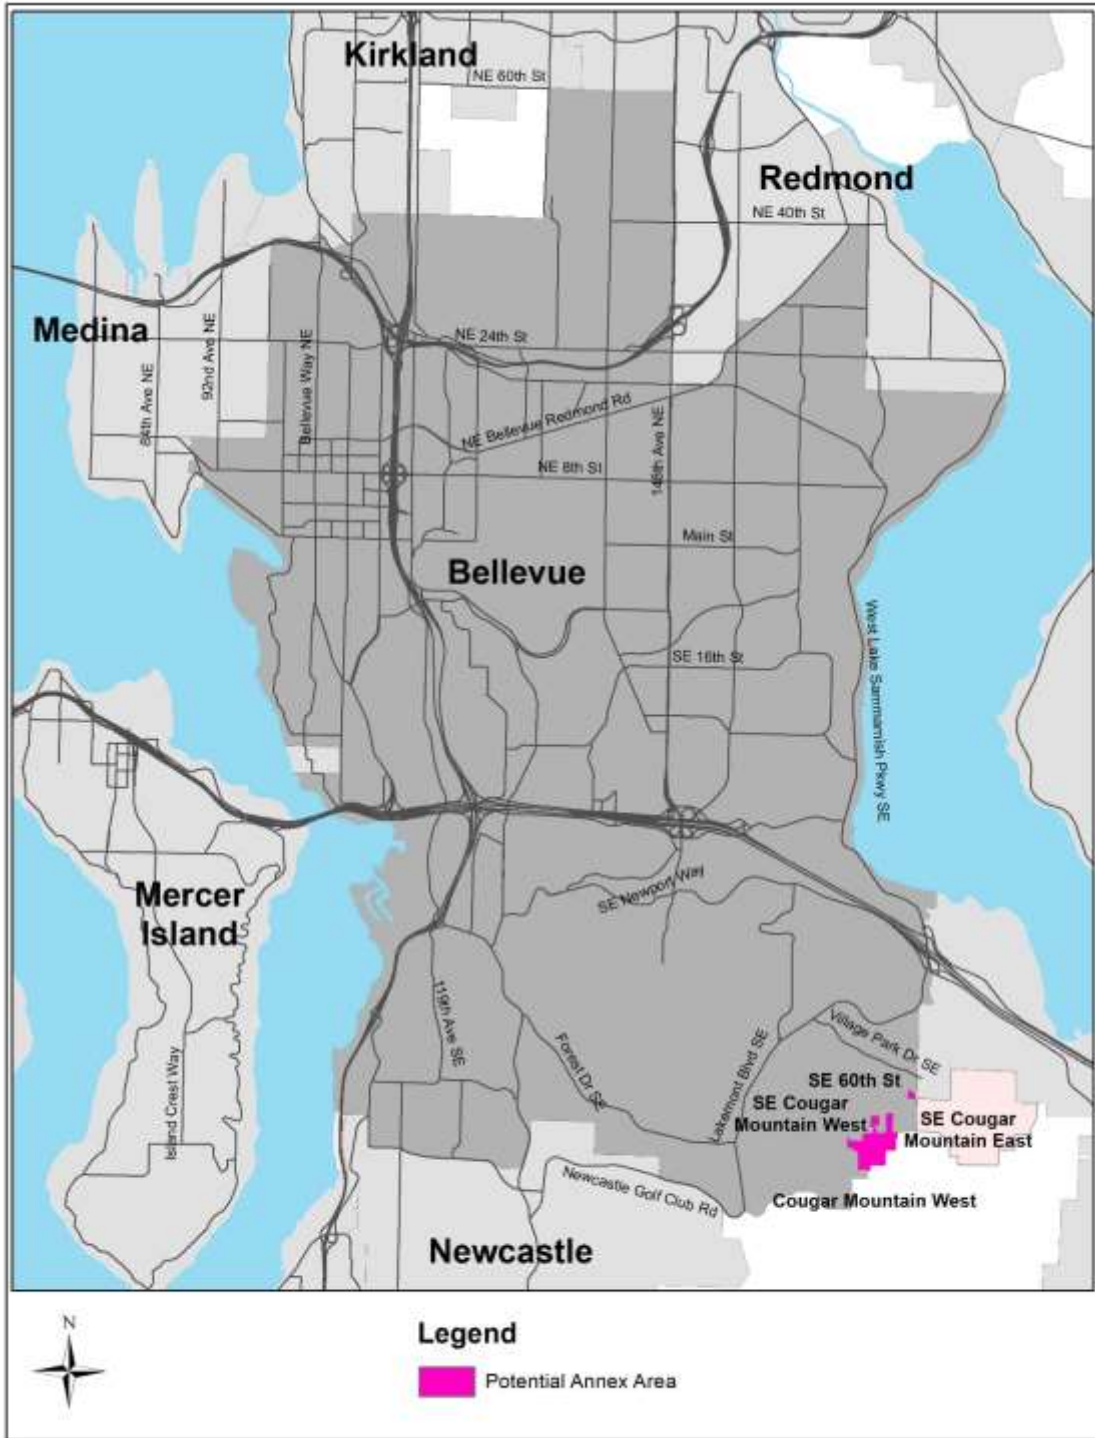 Kirkland
NE 60th St
Redmond
NE 40th St
Medina
NE 24th St
84th Ave NE
92nd Ave NE
Bellevue Way NE
NE Bellevue Redmond Rd
148th Ave NE
NE 8th St
Main St
Bellevue
West Lake Sammamish Pkwy SE
SE 16th St
Mercer
Island
SE Newport Way
119th Ave SE
Forest Dr SE
Lakemont Blvd SE
Village Park Dr SE
Island Crest Way
SE 60th St
SE Cougar
Mountain West
SE Cougar
Mountain East
Newcastle Golf Club Rd
Cougar Mountain West
Newcastle
N
Legend
Potential Annex Area